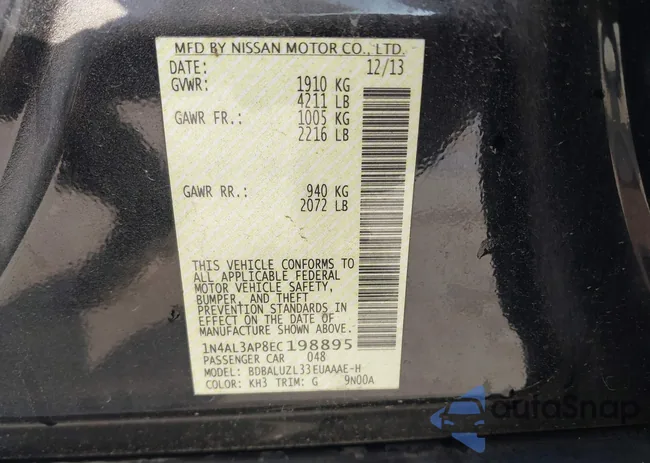 MFD BY NISSAN MOTOR CO., LTD.
DATE: 12/13
GVWR: 1910 KG
4211 LB
GAWR FR.: 1005 KG
2216 LB
GAWR RR.: 940 KG
2072 LB
THIS VEHICLE CONFORMS TO
ALL APPLICABLE FEDERAL
MOTOR VEHICLE SAFETY,
BUMPER, AND THEFT
PREVENTION STANDARDS IN
EFFECT ON THE DATE OF
MANUFACTURE SHOWN ABOVE.
1N4AL3AP8EC198895
PASSENGER CAR 048
MODEL: BDBALUZL33EUAAAE-H
COLOR: KH3 TRIM: G 9N00A
autoSnap